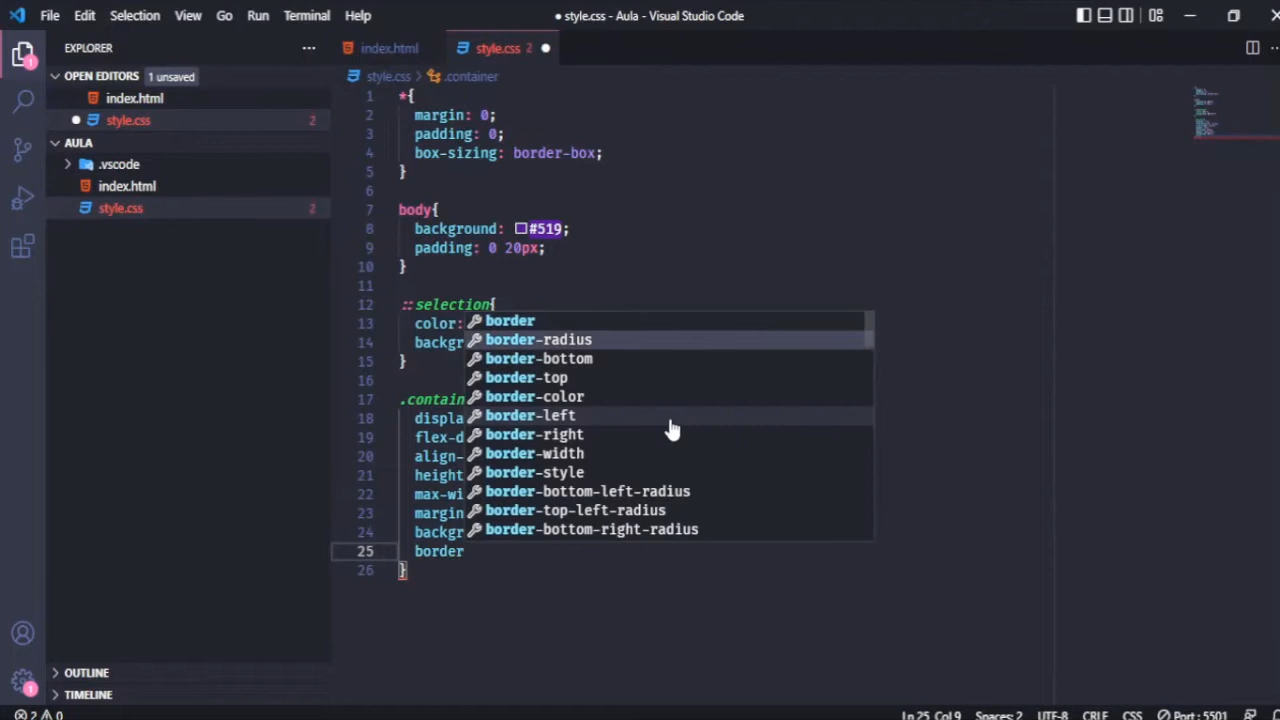 File Edit Selection View Go Run Terminal Help
● style.css - Aula - Visual Studio Code
EXPLORER
OPEN EDITORS 1 unsaved
index.html
style.css 2
AULA
.vscode
index.html
style.css 2
OUTLINE
TIMELINE
1
1
index.html style.css 2
style.css > .container
1 *{
2 margin: 0;
3 padding: 0;
4 box-sizing: border-box;
5 }
6
7 body{
8 background: #519;
9 padding: 0 20px;
10 }
11
12 ::selection{
13 color:
14 backgr
15 }
16
17 .contain
18 displa
19 flex-d
20 align-
21 height
22 max-wi
23 margin
24 backgr
25 border
26 }
border
border-radius
border-bottom
border-top
border-color
border-left
border-right
border-width
border-style
border-bottom-left-radius
border-top-left-radius
border-bottom-right-radius
2 0
Ln 25, Col 9 Spaces: 2 UTF-8 CRLF CSS Port : 5501